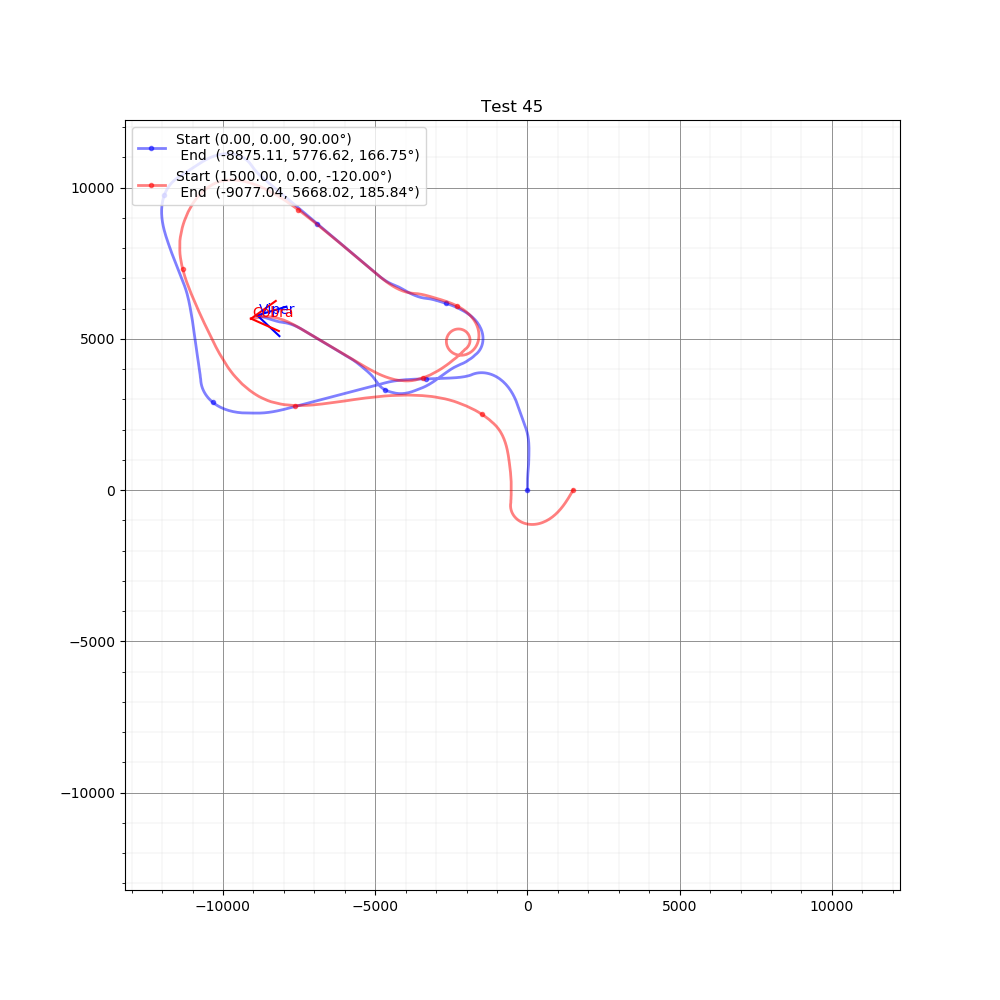 Test 45
Start (0.00, 0.00, 90.00°)
End (-8875.11, 5776.62, 166.75°)
Start (1500.00, 0.00, -120.00°)
End (-9077.04, 5668.02, 185.84°)
10000
5000
0
−5000
−10000
Viper
Cobra
−10000
−5000
0
5000
10000